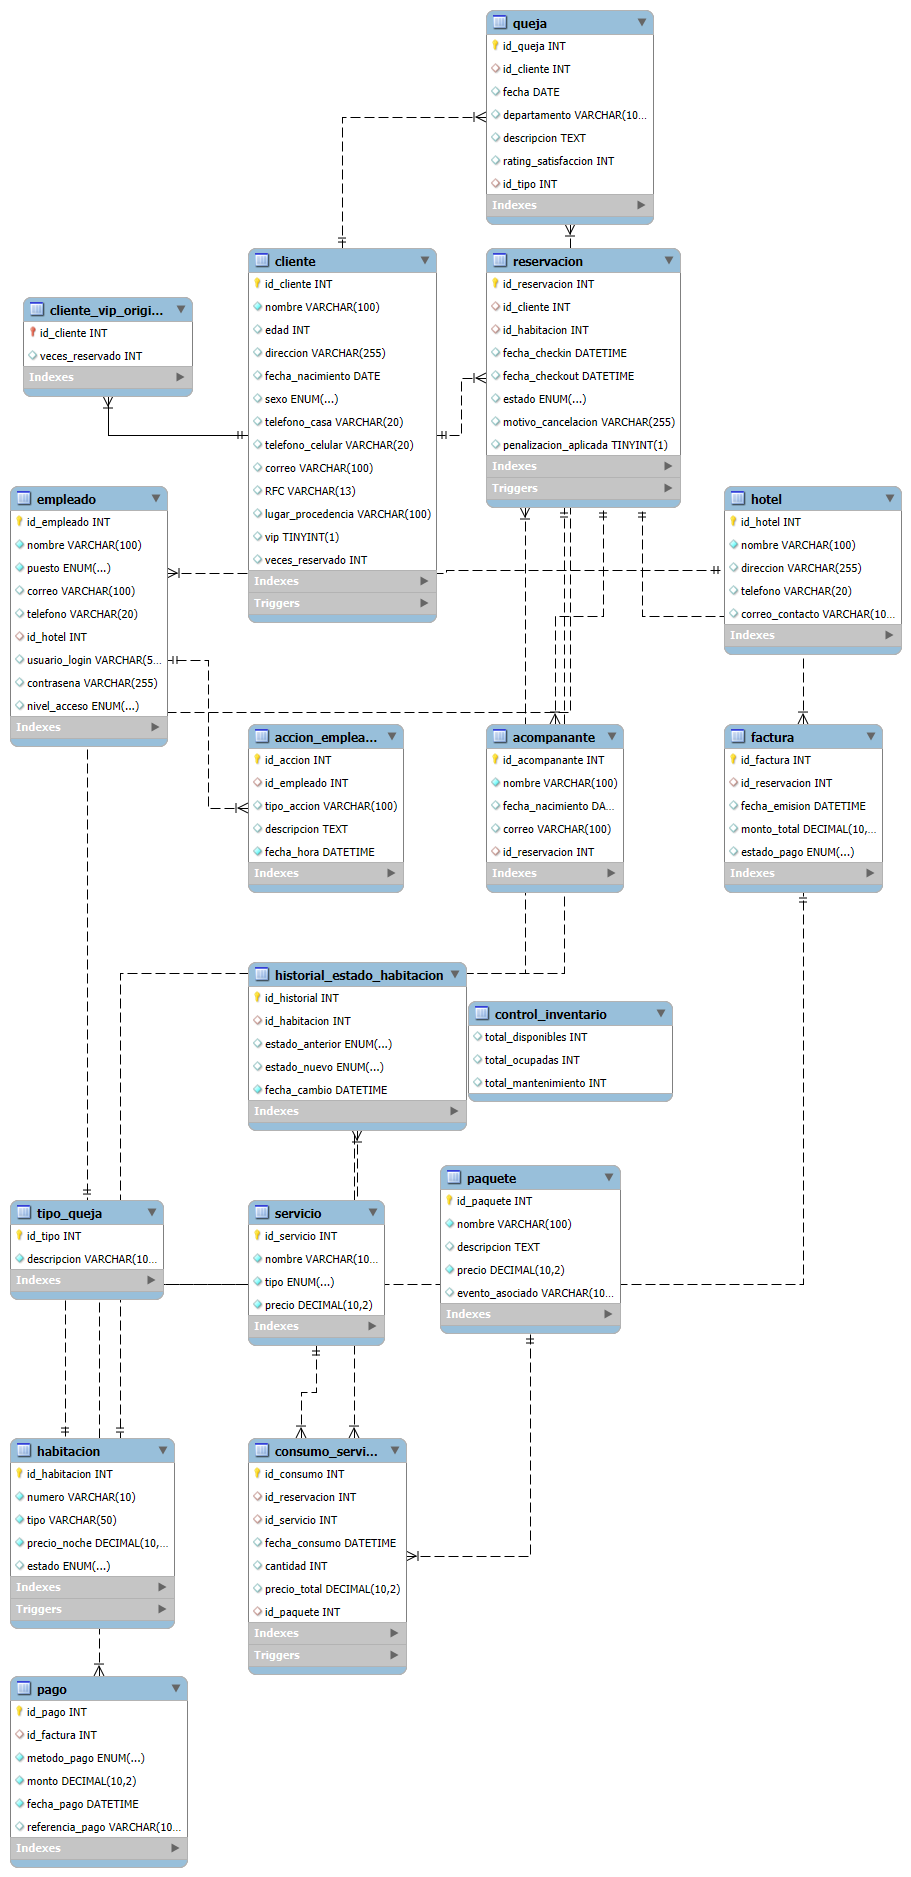 queja
id_queja INT
id_cliente INT
fecha DATE
departamento VARCHAR(10...
descripcion TEXT
rating_satisfaccion INT
id_tipo INT
Indexes
cliente
id_cliente INT
nombre VARCHAR(100)
edad INT
direccion VARCHAR(255)
fecha_nacimiento DATE
sexo ENUM(...)
telefono_casa VARCHAR(20)
telefono_celular VARCHAR(20)
correo VARCHAR(100)
RFC VARCHAR(13)
lugar_procedencia VARCHAR(100)
vip TINYINT(1)
veces_reservado INT
Indexes
Triggers
reservacion
id_reservacion INT
id_cliente INT
id_habitacion INT
fecha_checkin DATETIME
fecha_checkout DATETIME
estado ENUM(...)
motivo_cancelacion VARCHAR(255)
penalizacion_aplicada TINYINT(1)
Indexes
Triggers
cliente_vip_origi...
id_cliente INT
veces_reservado INT
Indexes
empleado
id_empleado INT
nombre VARCHAR(100)
puesto ENUM(...)
correo VARCHAR(100)
telefono VARCHAR(20)
id_hotel INT
usuario_login VARCHAR(5...
contrasena VARCHAR(255)
nivel_acceso ENUM(...)
Indexes
hotel
id_hotel INT
nombre VARCHAR(100)
direccion VARCHAR(255)
telefono VARCHAR(20)
correo_contacto VARCHAR(10...
Indexes
accion_emplea...
id_accion INT
id_empleado INT
tipo_accion VARCHAR(100)
descripcion TEXT
fecha_hora DATETIME
Indexes
acompanante
id_acompanante INT
nombre VARCHAR(100)
fecha_nacimiento DA...
correo VARCHAR(100)
id_reservacion INT
Indexes
factura
id_factura INT
id_reservacion INT
fecha_emision DATETIME
monto_total DECIMAL(10,...
estado_pago ENUM(...)
Indexes
historial_estado_habitacion
id_historial INT
id_habitacion INT
estado_anterior ENUM(...)
estado_nuevo ENUM(...)
fecha_cambio DATETIME
Indexes
control_inventario
total_disponibles INT
total_ocupadas INT
total_mantenimiento INT
paquete
id_paquete INT
nombre VARCHAR(100)
descripcion TEXT
precio DECIMAL(10,2)
evento_asociado VARCHAR(10...
Indexes
tipo_queja
id_tipo INT
descripcion VARCHAR(10...
Indexes
servicio
id_servicio INT
nombre VARCHAR(10...
tipo ENUM(...)
precio DECIMAL(10,2)
Indexes
habitacion
id_habitacion INT
numero VARCHAR(10)
tipo VARCHAR(50)
precio_noche DECIMAL(10,...
estado ENUM(...)
Indexes
Triggers
consumo_servi...
id_consumo INT
id_reservacion INT
id_servicio INT
fecha_consumo DATETIME
cantidad INT
precio_total DECIMAL(10,2)
id_paquete INT
Indexes
Triggers
pago
id_pago INT
id_factura INT
metodo_pago ENUM(...)
monto DECIMAL(10,2)
fecha_pago DATETIME
referencia_pago VARCHAR(10...
Indexes